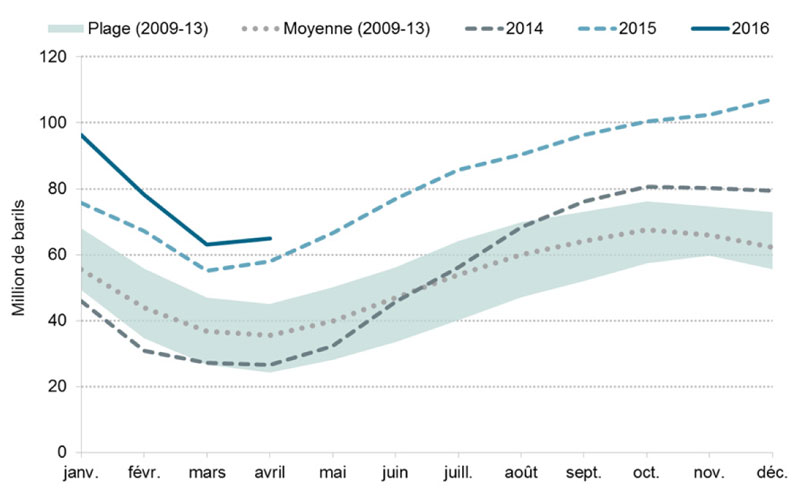 Plage (2009-13) Moyenne (2009-13) 2014 2015 2016
Million de barils
120
100
80
60
40
20
0
janv. févr. mars avril mai juin juill. août sept. oct. nov. déc.